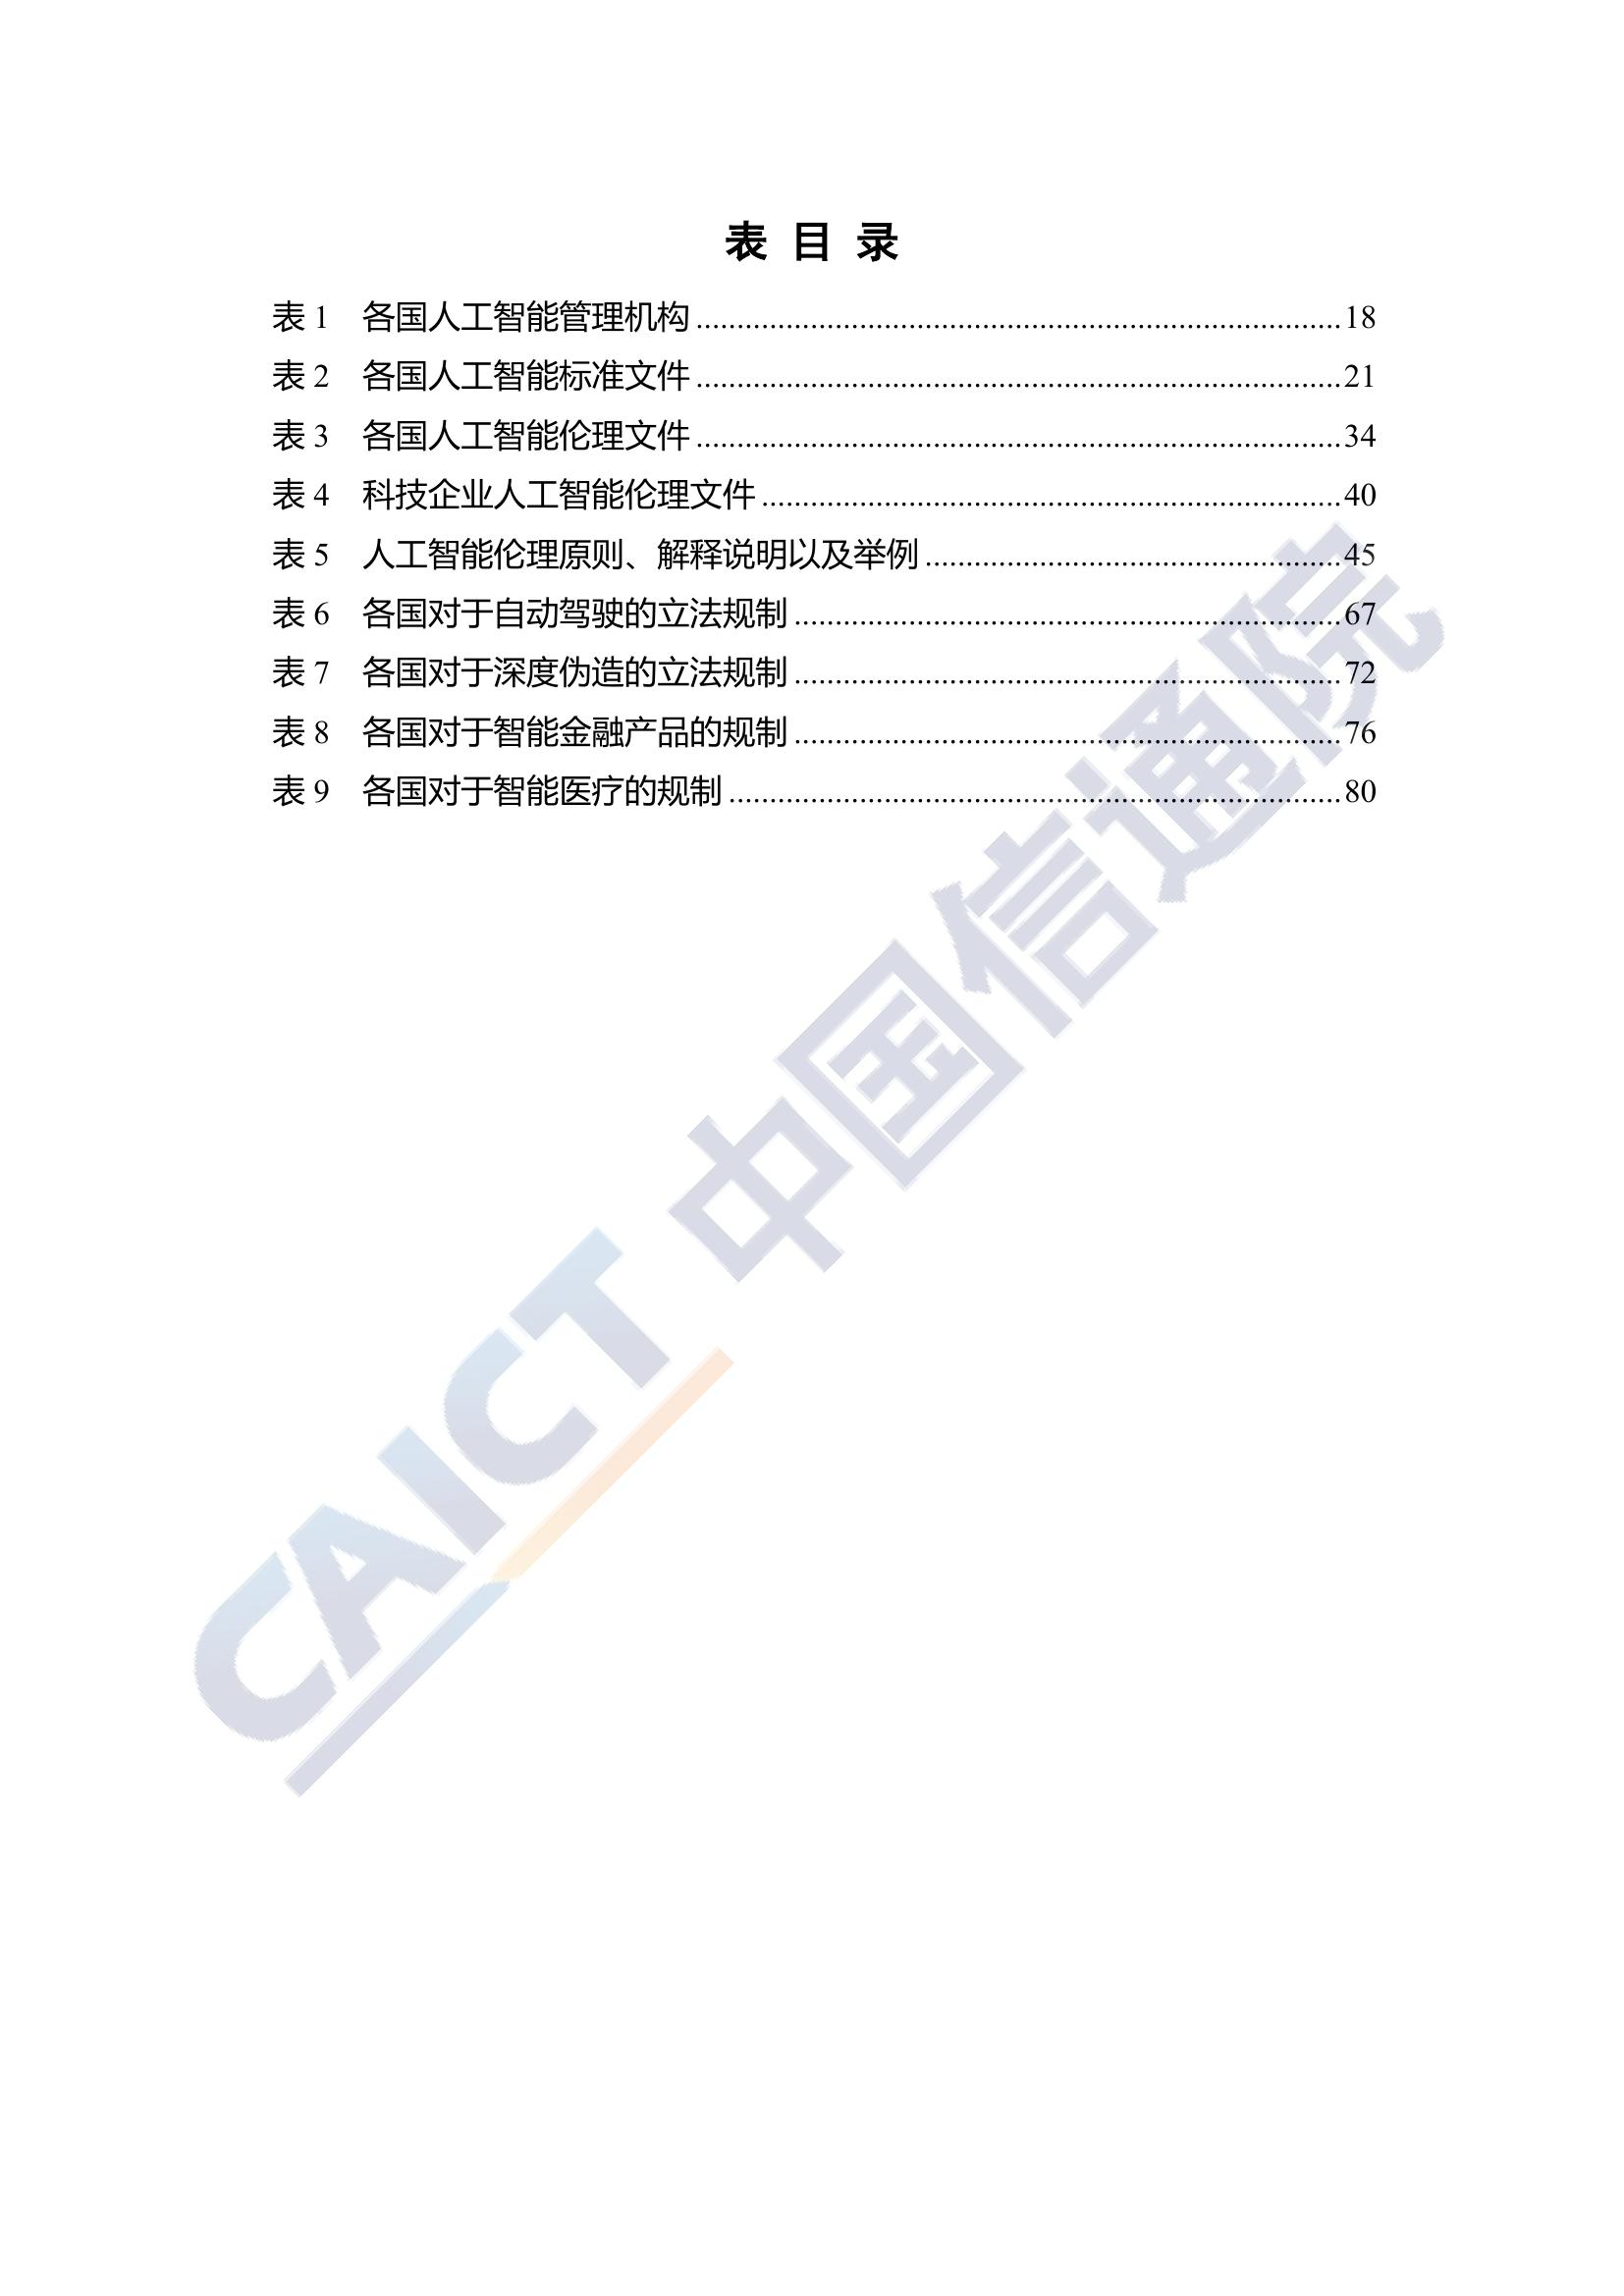 表 目 录
表 1 各国人工智能管理机构........................................18
表 2 各国人工智能标准文件........................................21
表 3 各国人工智能伦理文件........................................34
表 4 科技企业人工智能伦理文件........................................40
表 5 人工智能伦理原则、解释说明以及举例........................................45
表 6 各国对于自动驾驶的立法规制........................................67
表 7 各国对于深度伪造的立法规制........................................72
表 8 各国对于智能金融产品的规制........................................76
表 9 各国对于智能医疗的规制........................................80
CAICT 中国信通院